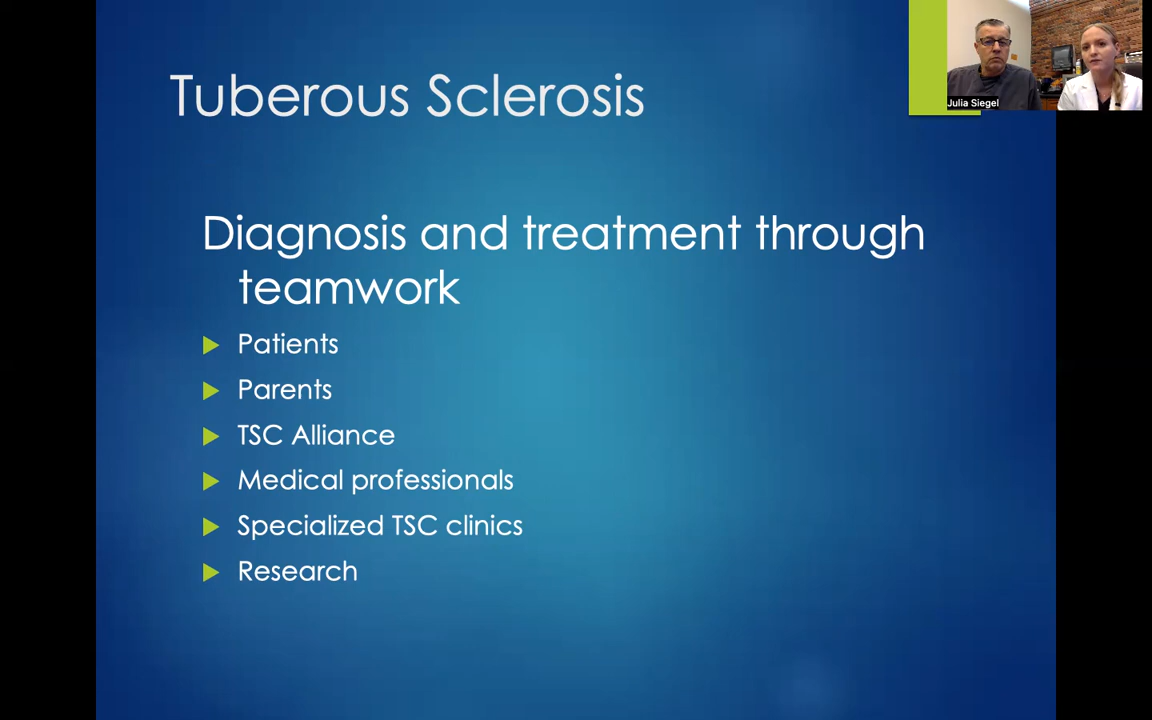 Tuberous Sclerosis
Julia Siegel
Diagnosis and treatment through
teamwork
Patients
Parents
TSC Alliance
Medical professionals
Specialized TSC clinics
Research